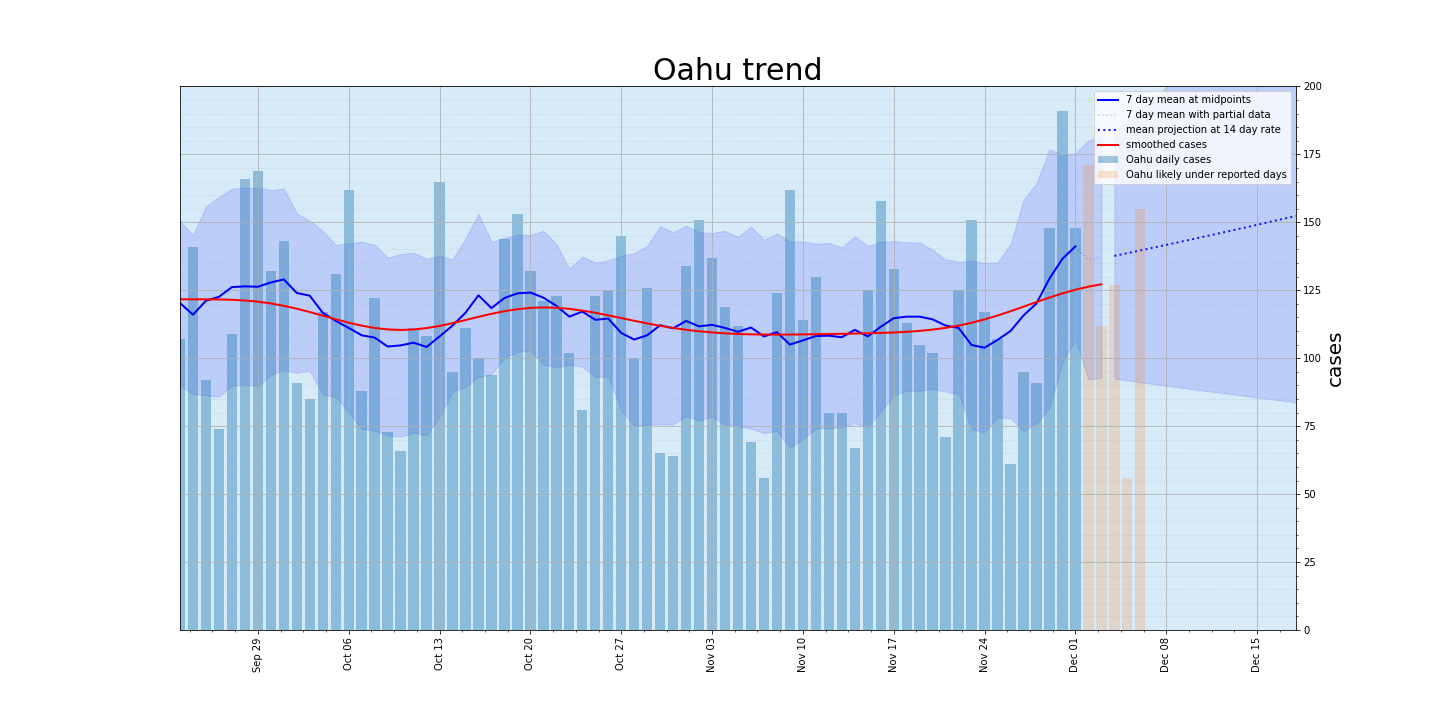 Oahu trend
7 day mean at midpoints
7 day mean with partial data
mean projection at 14 day rate
smoothed cases
Oahu daily cases
Oahu likely under reported days
200
175
150
125
100
75
50
25
0
cases
Sep 29
Oct 06
Oct 13
Oct 20
Oct 27
Nov 03
Nov 10
Nov 17
Nov 24
Dec 01
Dec 08
Dec 15